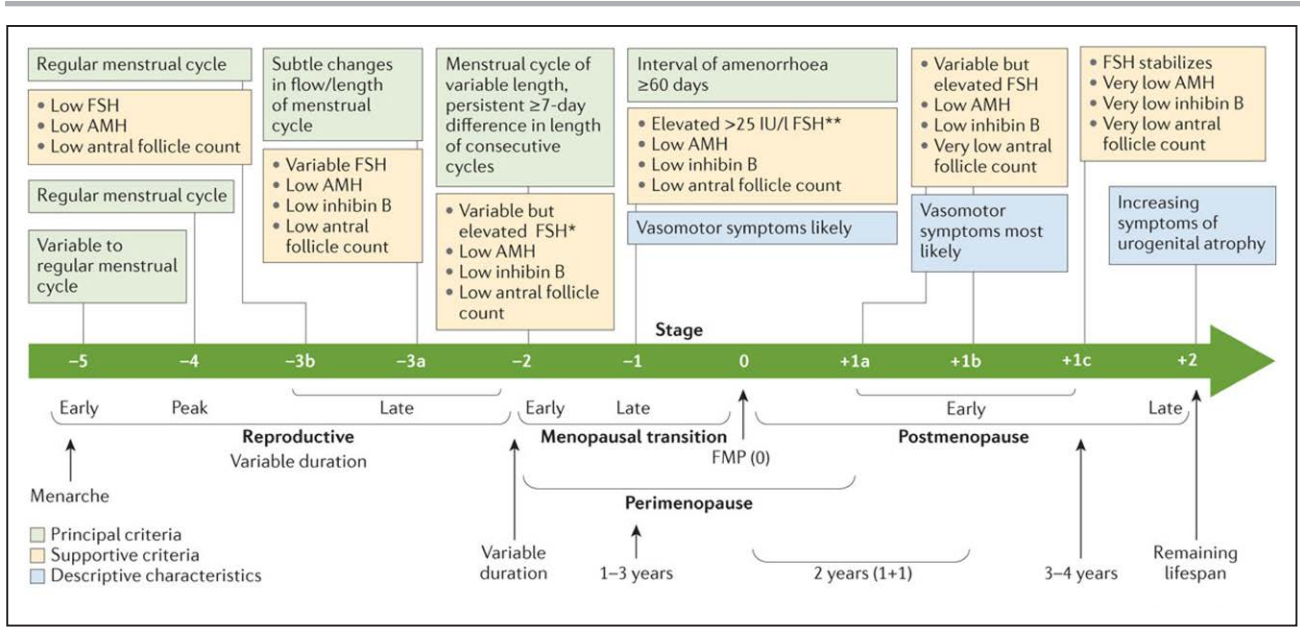 Regular menstrual cycle
• Low FSH
• Low AMH
• Low antral follicle count
Regular menstrual cycle
Variable to
regular menstrual
cycle
Subtle changes
in flow/length
of menstrual
cycle
• Variable FSH
• Low AMH
• Low inhibin B
• Low antral
follicle count
Menstrual cycle of
variable length,
persistent ≥7-day
difference in length
of consecutive
cycles
• Variable but
elevated FSH*
• Low AMH
• Low inhibin B
• Low antral follicle
count
Interval of amenorrhoea
≥60 days
• Elevated >25 IU/l FSH**
• Low AMH
• Low inhibin B
• Low antral follicle count
Vasomotor symptoms likely
• Variable but
elevated FSH
• Low AMH
• Low inhibin B
• Very low antral
follicle count
Vasomotor
symptoms most
likely
• FSH stabilizes
• Very low AMH
• Very low inhibin B
• Very low antral
follicle count
Increasing
symptoms of
urogenital atrophy
Stage
–5 –4 –3b –3a –2 –1 0 +1a +1b +1c +2
Early Peak Late Early Late Early Late
Reproductive Menopausal transition Postmenopause
Variable duration FMP (0)
Menarche
Perimenopause
Principal criteria
Supportive criteria
Descriptive characteristics
Variable
duration
1–3 years
2 years (1+1)
3–4 years
Remaining
lifespan